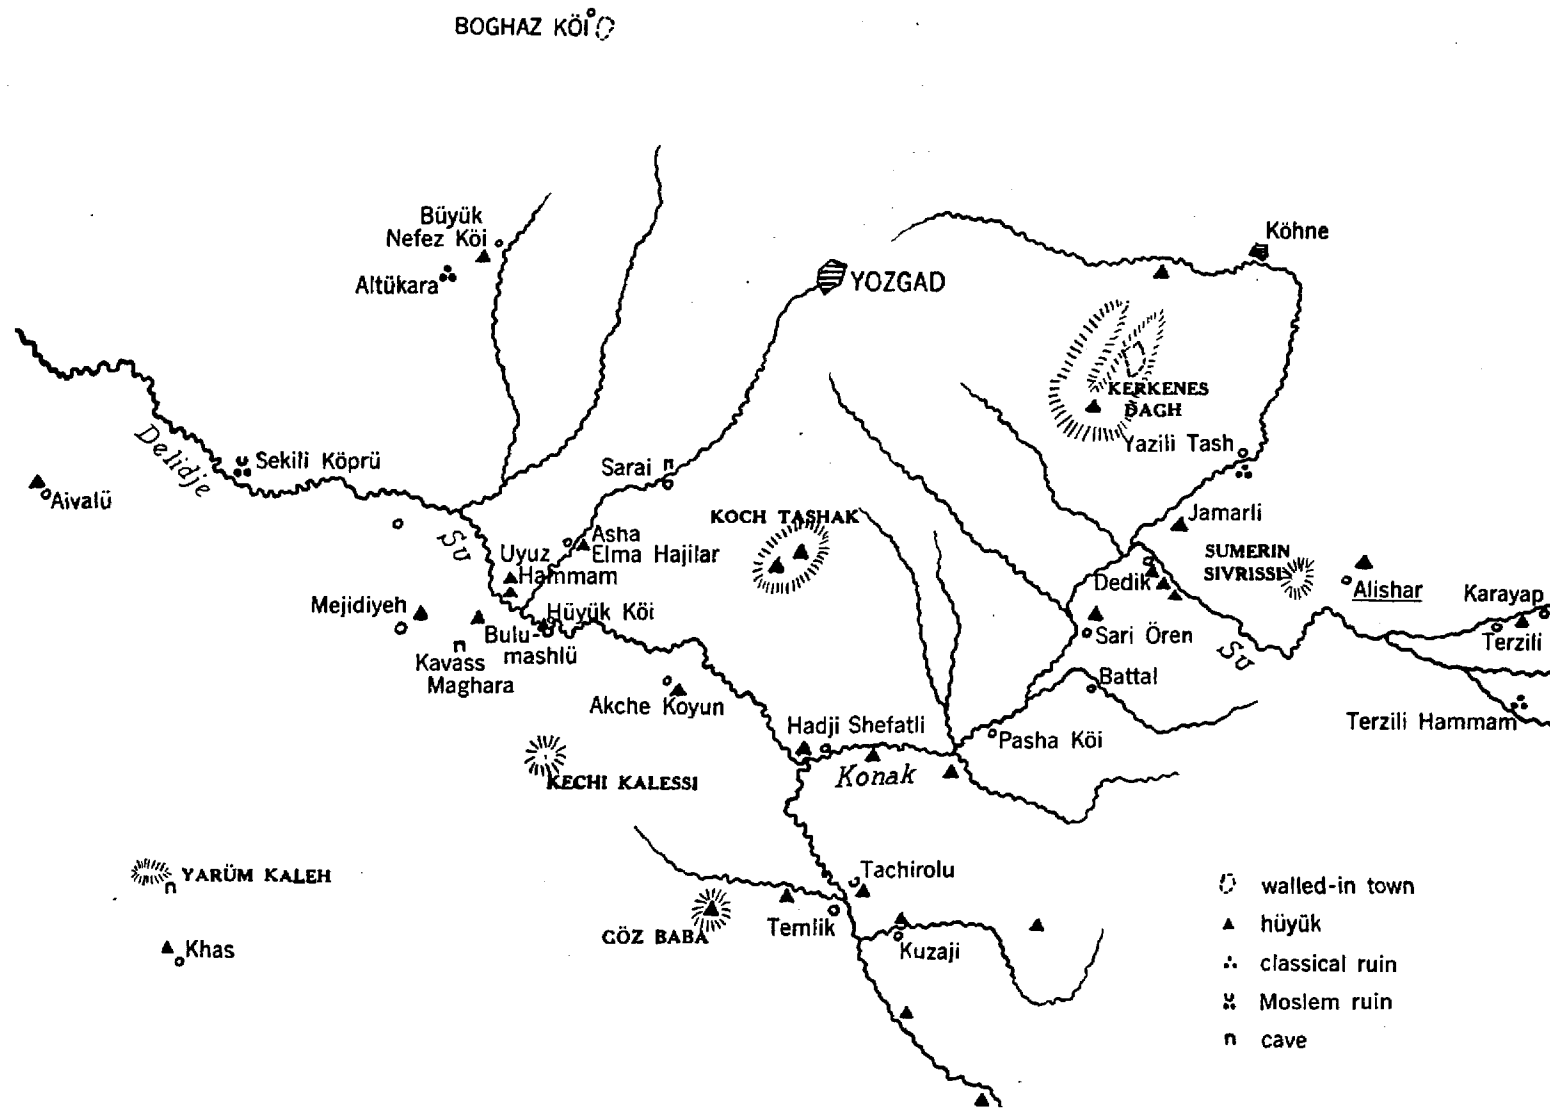 BOGHAZ KÖI
Büyük
Nefez Köi
Altükara
YOZGAD
Köhne
KERKENES
DAGH
Yazili Tash
Delidje
Su
Sekili Köprü
Aivalü
Sarai
KOCH TASHAK
Jamarli
Asha
Elma Hajilar
Uyuz
Hammam
SUMERIN
SIVRISSI
Dedik
Alishar
Karayap
Terzili
Mejidiyeh
Hüyük Köi
Bulu-
mashlü
Kavass
Maghara
Sari Ören
Su
Battal
Akche Koyun
Hadji Shefatli
Pasha Köi
Terzili Hammam
Konak
KECHI KALESSI
YARÜM KALEH
Tachirolu
Temlik
GÖZ BABA
Kuzaji
Khas
walled-in town
hüyük
classical ruin
Moslem ruin
cave